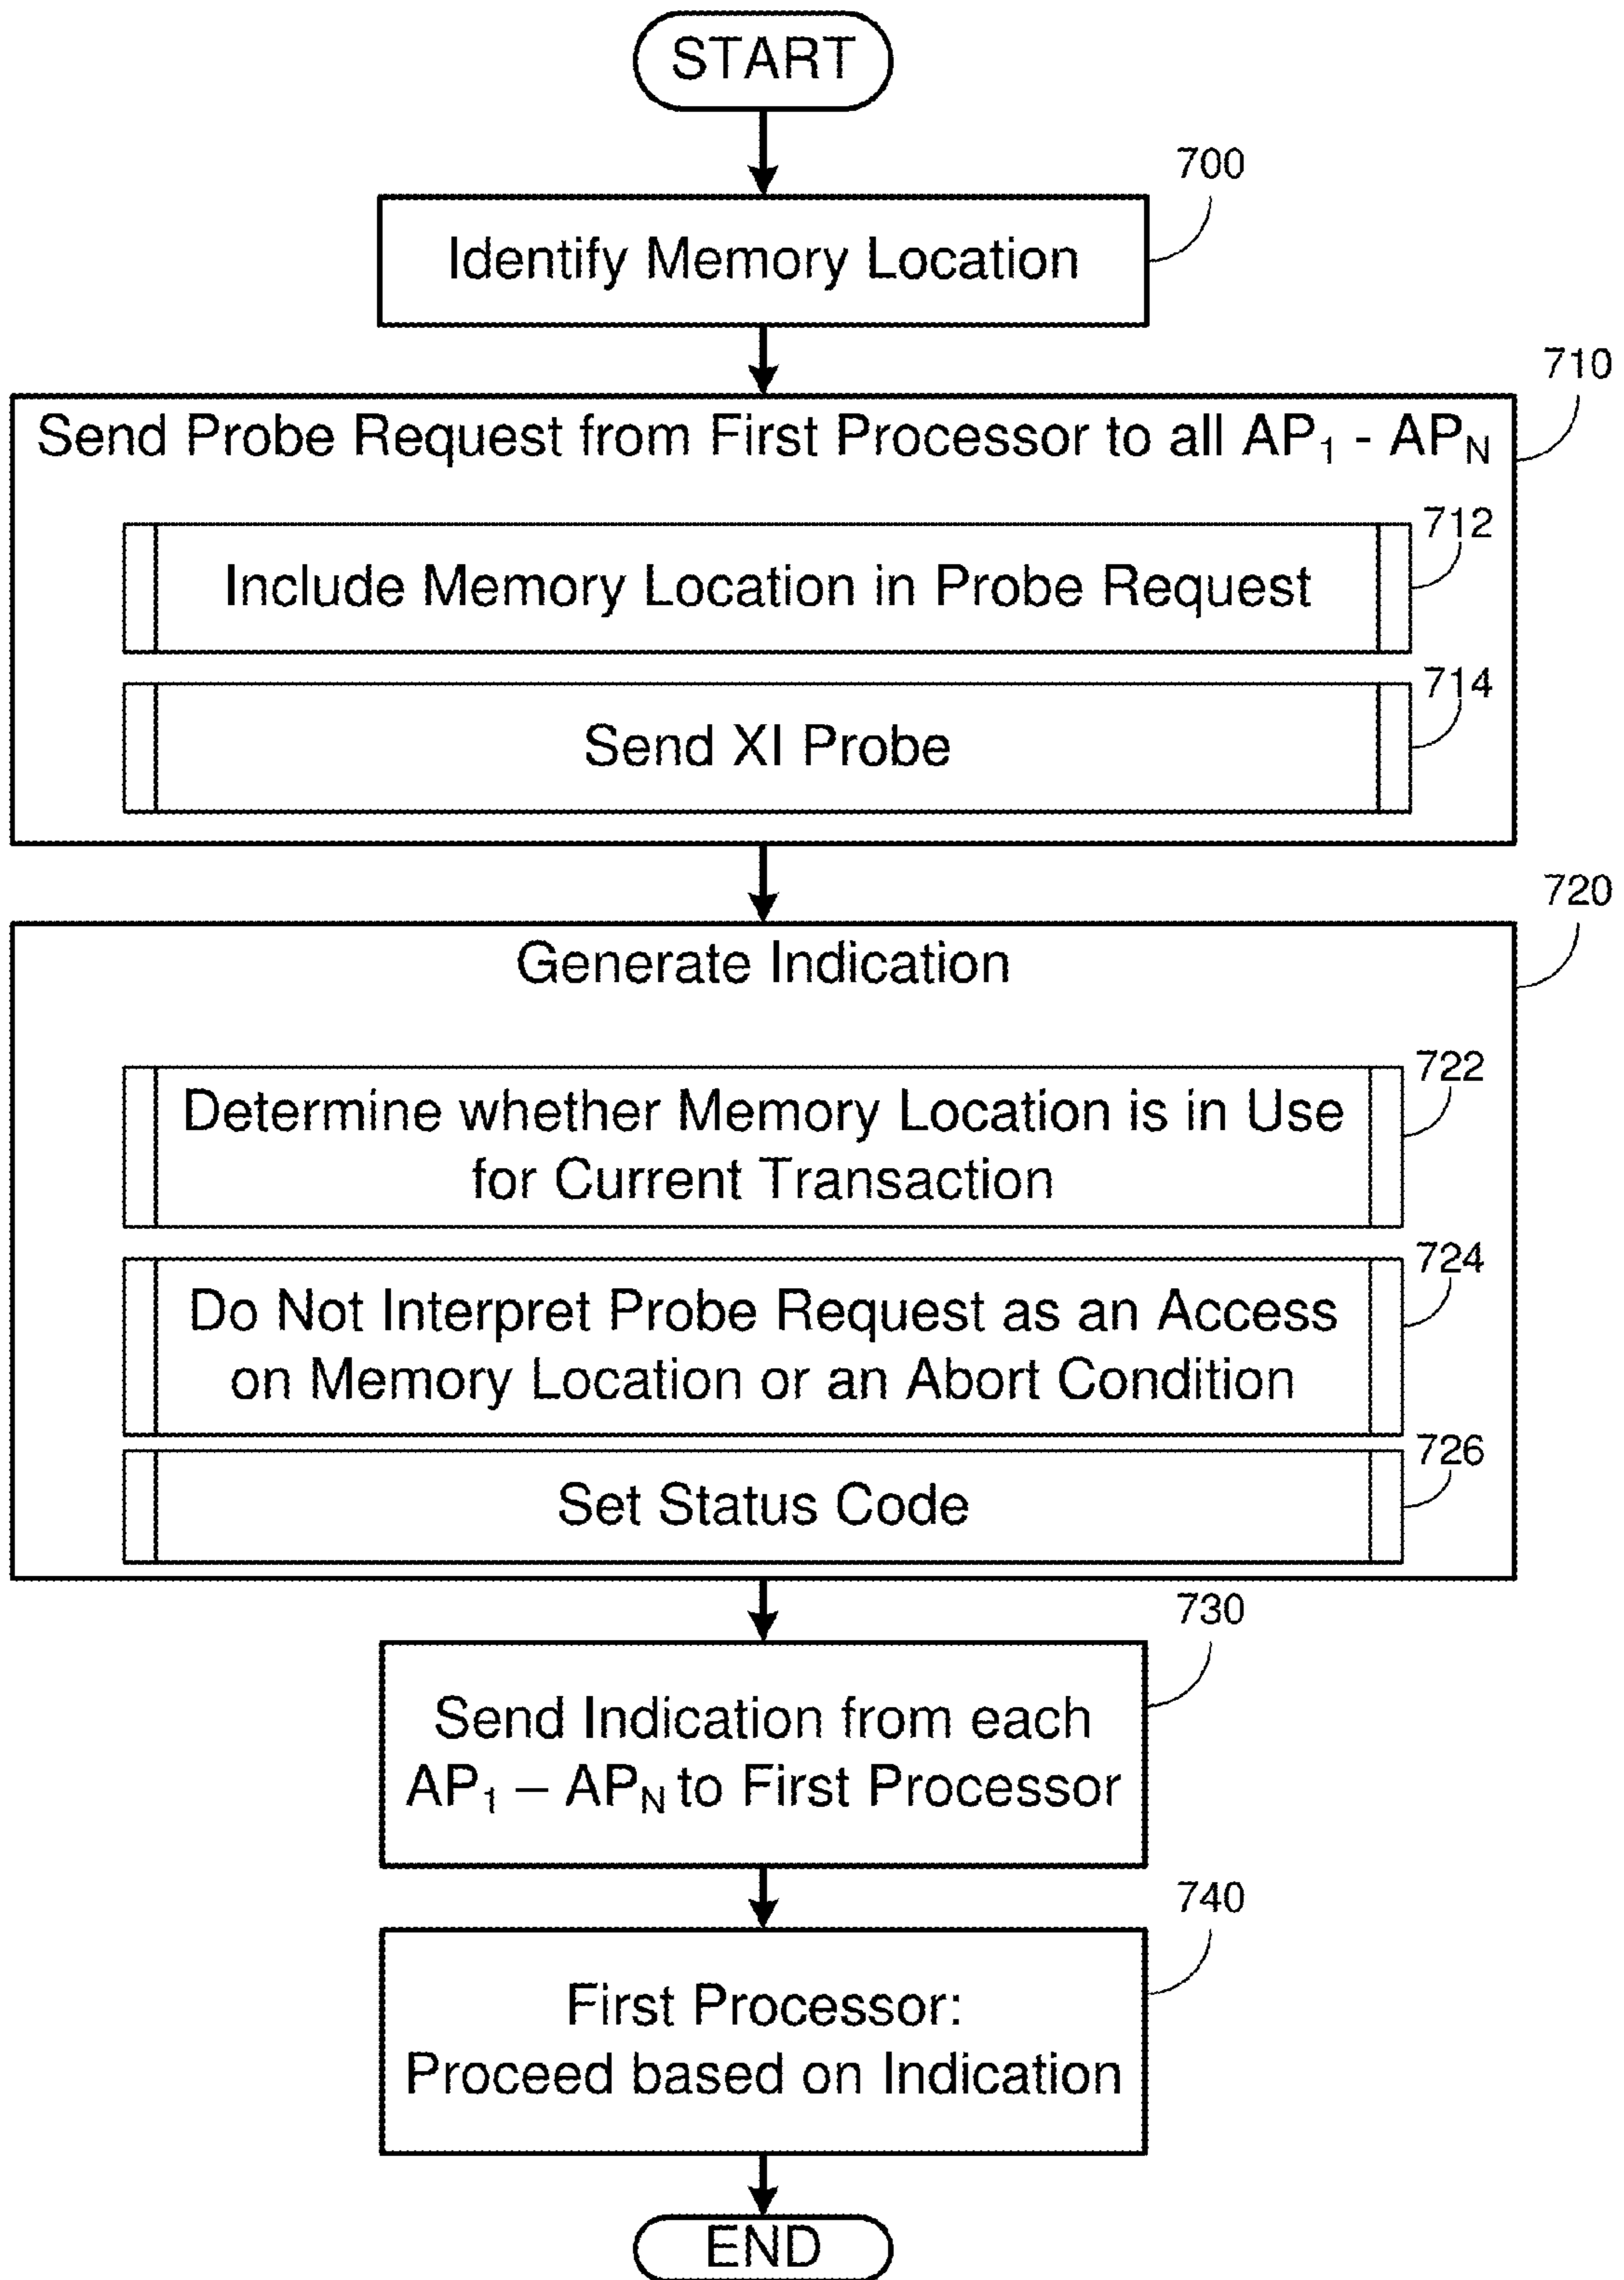 START
700
Identify Memory Location
710
Send Probe Request from First Processor to all AP₁ - APN
712
Include Memory Location in Probe Request
714
Send XI Probe
720
Generate Indication
722
Determine whether Memory Location is in Use
for Current Transaction
724
Do Not Interpret Probe Request as an Access
on Memory Location or an Abort Condition
726
Set Status Code
730
Send Indication from each
AP₁ – APN to First Processor
740
First Processor:
Proceed based on Indication
END